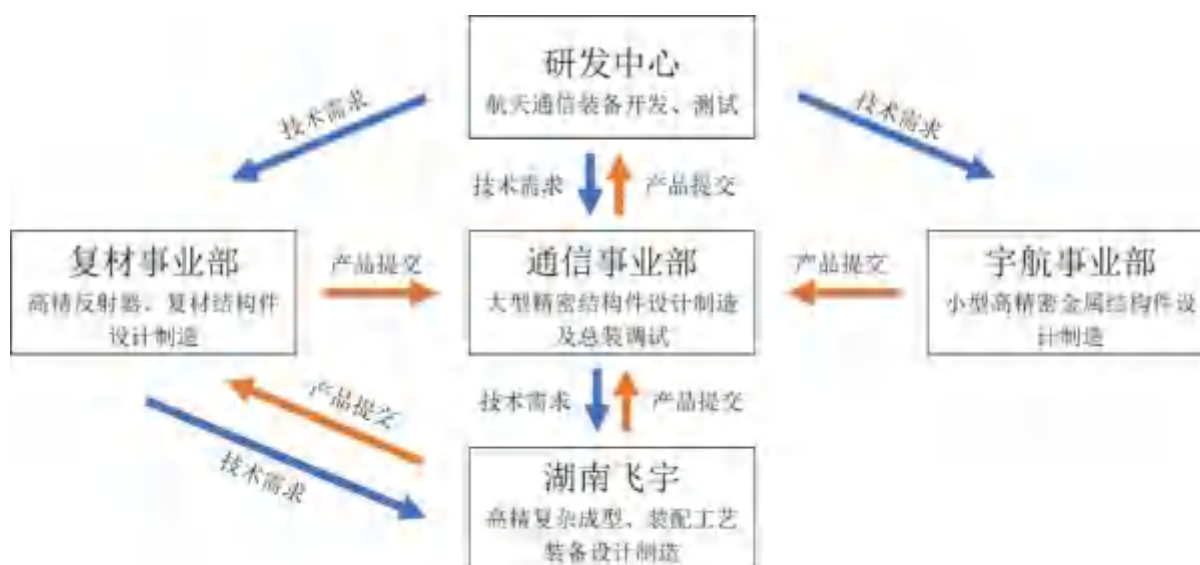 研发中心
航天通信装备开发、测试
技术需求
技术需求
技术需求
产品提交
复材事业部
高精反射器、复材结构件
设计制造
产品提交
通信事业部
大型精密结构件设计制造
及总装调试
产品提交
宇航事业部
小型高精密金属结构件设
计制造
产品提交
技术需求
技术需求
产品提交
湖南飞宇
高精复杂成型、装配工艺
装备设计制造